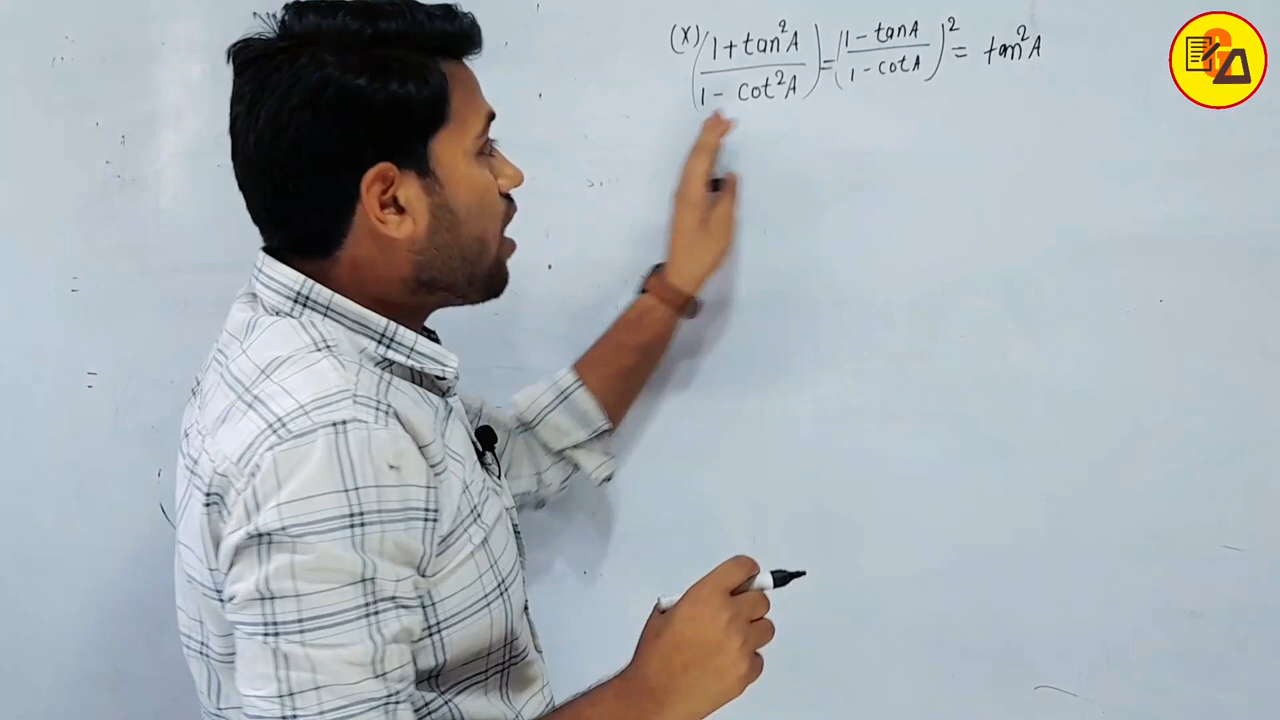 (X) ((1+tan²A)/(1- cot²A)) = ((1-tanA)/(1-cotA))² = tan²A